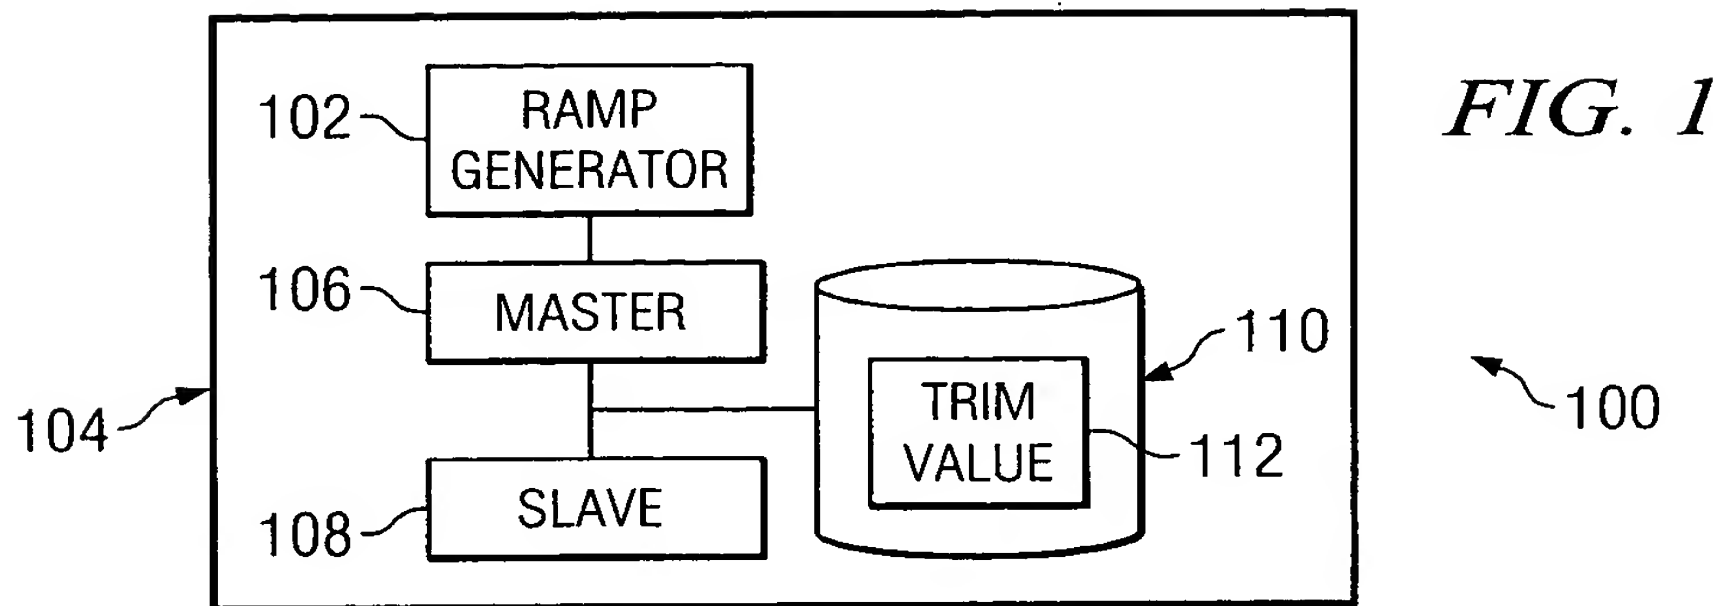 FIG. 1
102
RAMP
GENERATOR
106
MASTER
110
104
TRIM
VALUE
100
112
108
SLAVE